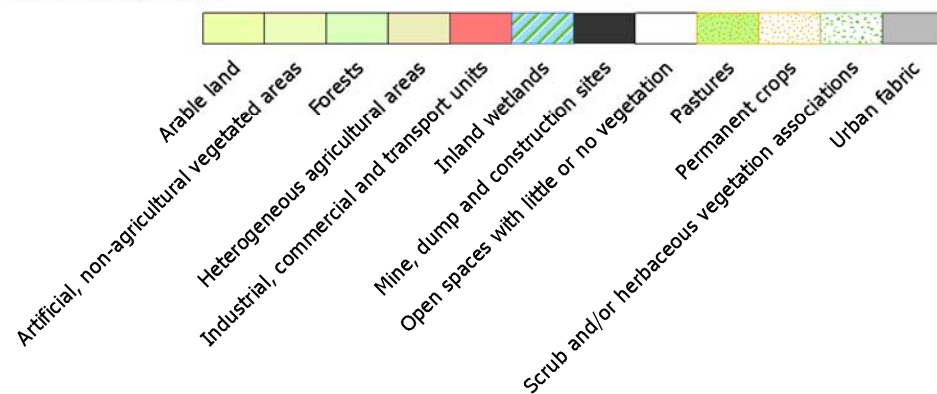 Arable land
Artificial, non-agricultural vegetated areas
Forests
Heterogeneous agricultural areas
Industrial, commercial and transport units
Inland wetlands
Mine, dump and construction sites
Open spaces with little or no vegetation
Pastures
Permanent crops
Scrub and/or herbaceous vegetation associations
Urban fabric